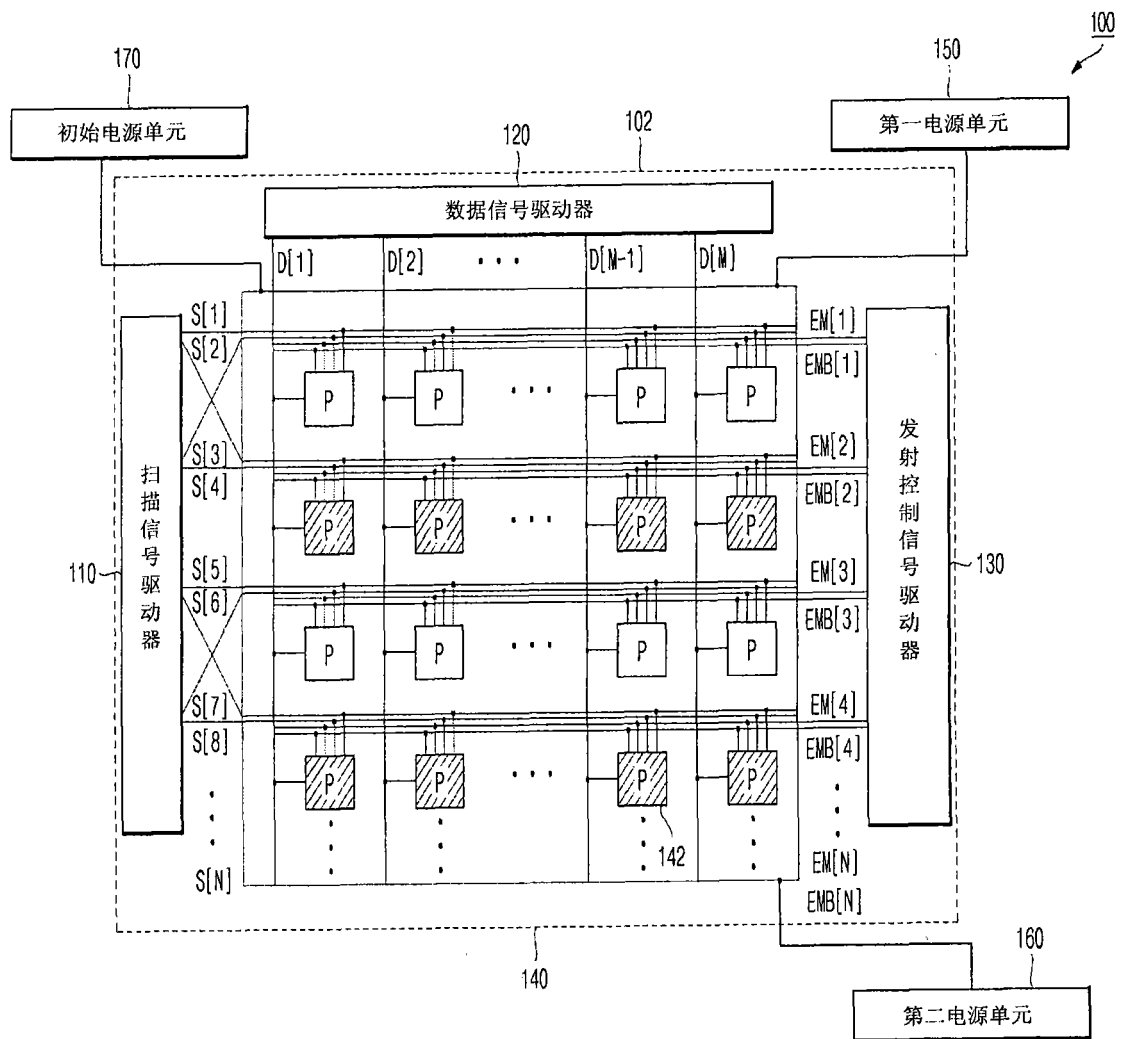 100
170
150
初始电源单元
第一电源单元
120
102
数据信号驱动器
D[1]
D[2]
• • •
D[M-1]
D[M]
S[1]
EM[1]
S[2]
EMB[1]
P
P
• • •
P
P
S[3]
EM[2]
S[4]
EMB[2]
P
P
• • •
P
P
扫描信号驱动器
发射控制信号驱动器
110
130
S[5]
EM[3]
S[6]
EMB[3]
P
P
• • •
P
P
S[7]
EM[4]
S[8]
EMB[4]
P
P
• • •
P
P
142
S[N]
EM[N]
EMB[N]
140
160
第二电源单元